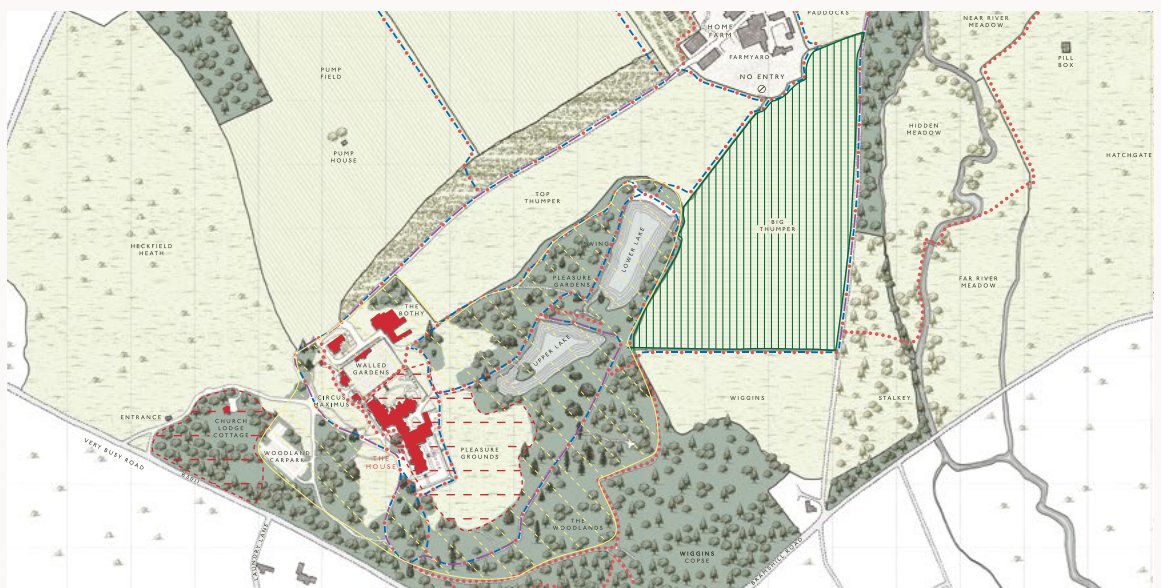 PADDOCKS
NEAR RIVER
MEADOW
HOME
FARM
FARMYARD
PILL
BOX
PUMP
FIELD
NO ENTRY
HIDDEN
MEADOW
PUMP
HOUSE
HATCHGATE
TOP
THUMPER
BIG
THUMPER
HECKFIELD
HEATH
LOWER LAKE
PLEASURE
GARDENS
FAR RIVER
MEADOW
THE
BOTHY
UPPER LAKE
WALLED
GARDENS
CIRCUS
MAXIMUS
WIGGINS
STALKEY
ENTRANCE
CHURCH
LODGE
COTTAGE
VERY BUSY ROAD
WOODLAND
CARPARK
THE
HOUSE
PLEASURE
GROUNDS
THE
WOODLANDS
WIGGINS
COPSE
BRAMSHILL ROAD
LAUNDRY LANE